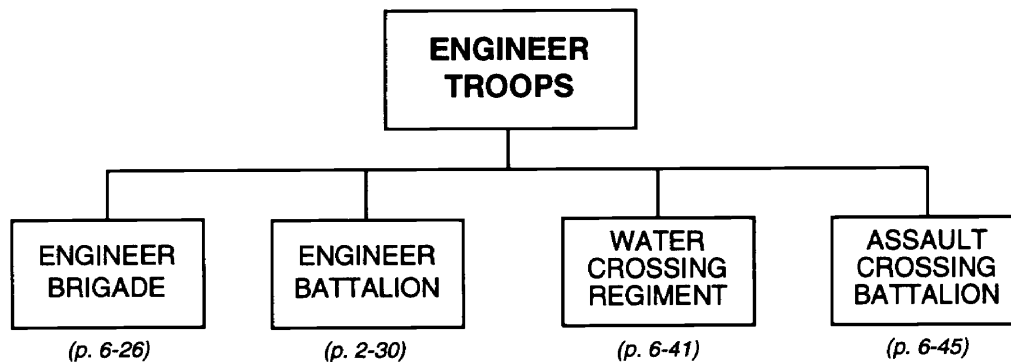 ENGINEER
TROOPS
ENGINEER
BRIGADE
(p. 6-26)
ENGINEER
BATTALION
(p. 2-30)
WATER
CROSSING
REGIMENT
(p. 6-41)
ASSAULT
CROSSING
BATTALION
(p. 6-45)